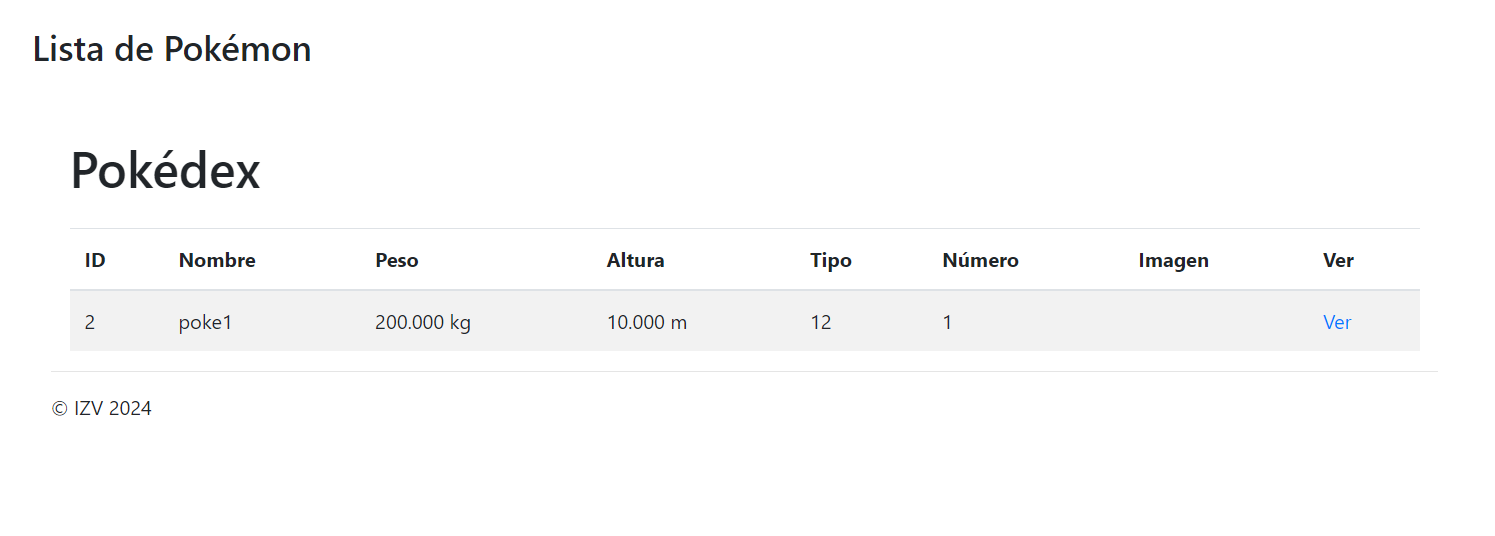 Lista de Pokémon
Pokédex
ID Nombre Peso Altura Tipo Número Imagen Ver
2 poke1 200.000 kg 10.000 m 12 1 Ver
© IZV 2024